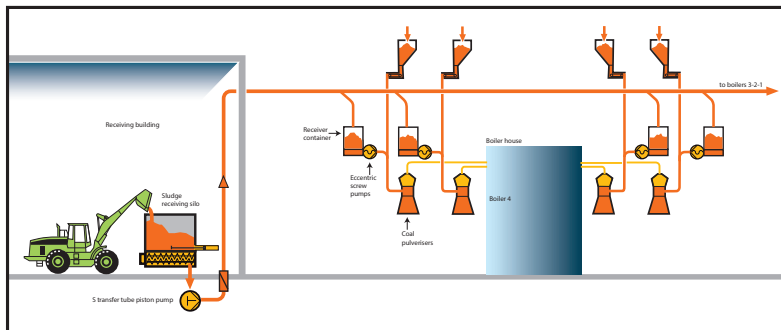 to boilers 3-2-1
Receiving building
Receiver
container
Boiler house
Eccentric
screw
pumps
Sludge
receiving silo
Boiler 4
Coal
pulverisers
S transfer tube piston pump